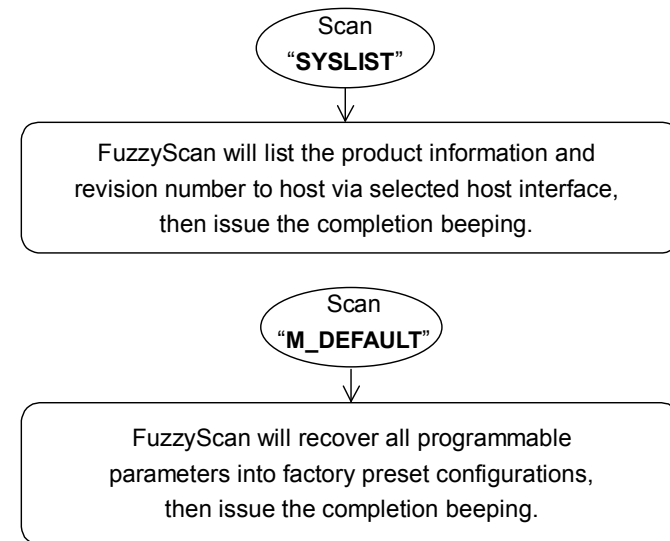 Scan
“SYSLIST”
FuzzyScan will list the product information and
revision number to host via selected host interface,
then issue the completion beeping.
Scan
“M_DEFAULT”
FuzzyScan will recover all programmable
parameters into factory preset configurations,
then issue the completion beeping.